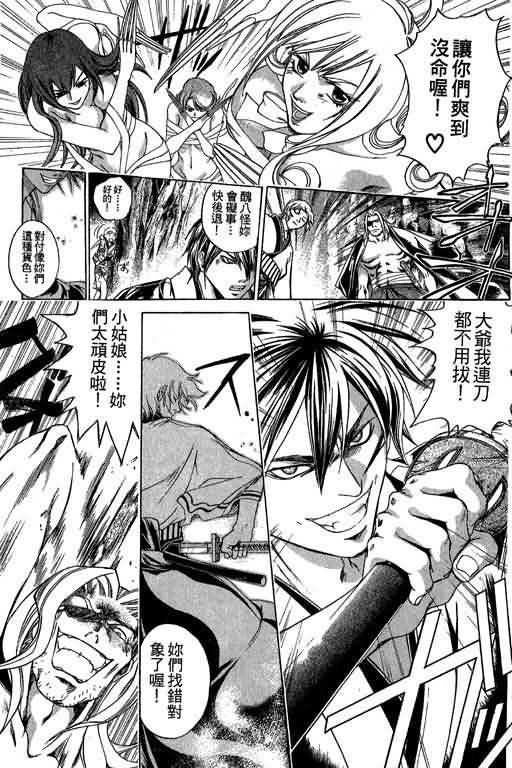 讓你們爽到
沒命喔！♡
醜八怪妳
會礙事…
快後退！
好……
好的！
對付像妳們
這種貨色…
大爺我連刀
都不用拔！
小姑娘……妳
們太頑皮啦！
妳們找錯對
象了喔！